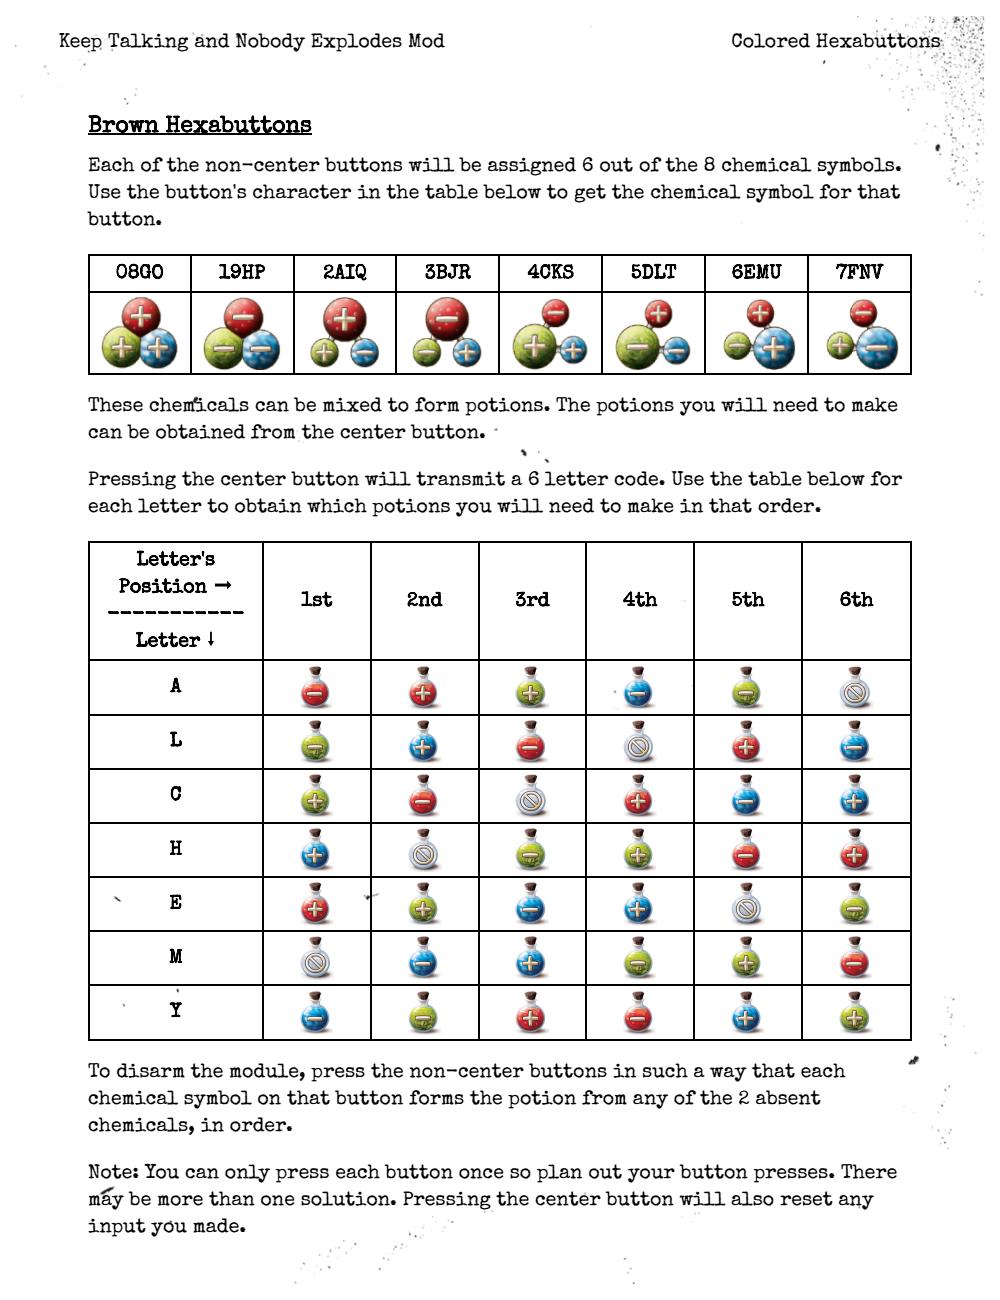 Keep Talking and Nobody Explodes Mod
Colored Hexabuttons
Brown Hexabuttons
Each of the non-center buttons will be assigned 6 out of the 8 chemical symbols.
Use the button's character in the table below to get the chemical symbol for that
button.
08GO 19HP 2AIQ 3BJR 4CKS 5DLT 6EMU 7FNV
These chemicals can be mixed to form potions. The potions you will need to make
can be obtained from the center button.
Pressing the center button will transmit a 6 letter code. Use the table below for
each letter to obtain which potions you will need to make in that order.
Letter's
Position →
-----------
Letter ↓
1st 2nd 3rd 4th 5th 6th
A
L
C
H
E
M
Y
To disarm the module, press the non-center buttons in such a way that each
chemical symbol on that button forms the potion from any of the 2 absent
chemicals, in order.
Note: You can only press each button once so plan out your button presses. There
may be more than one solution. Pressing the center button will also reset any
input you made.